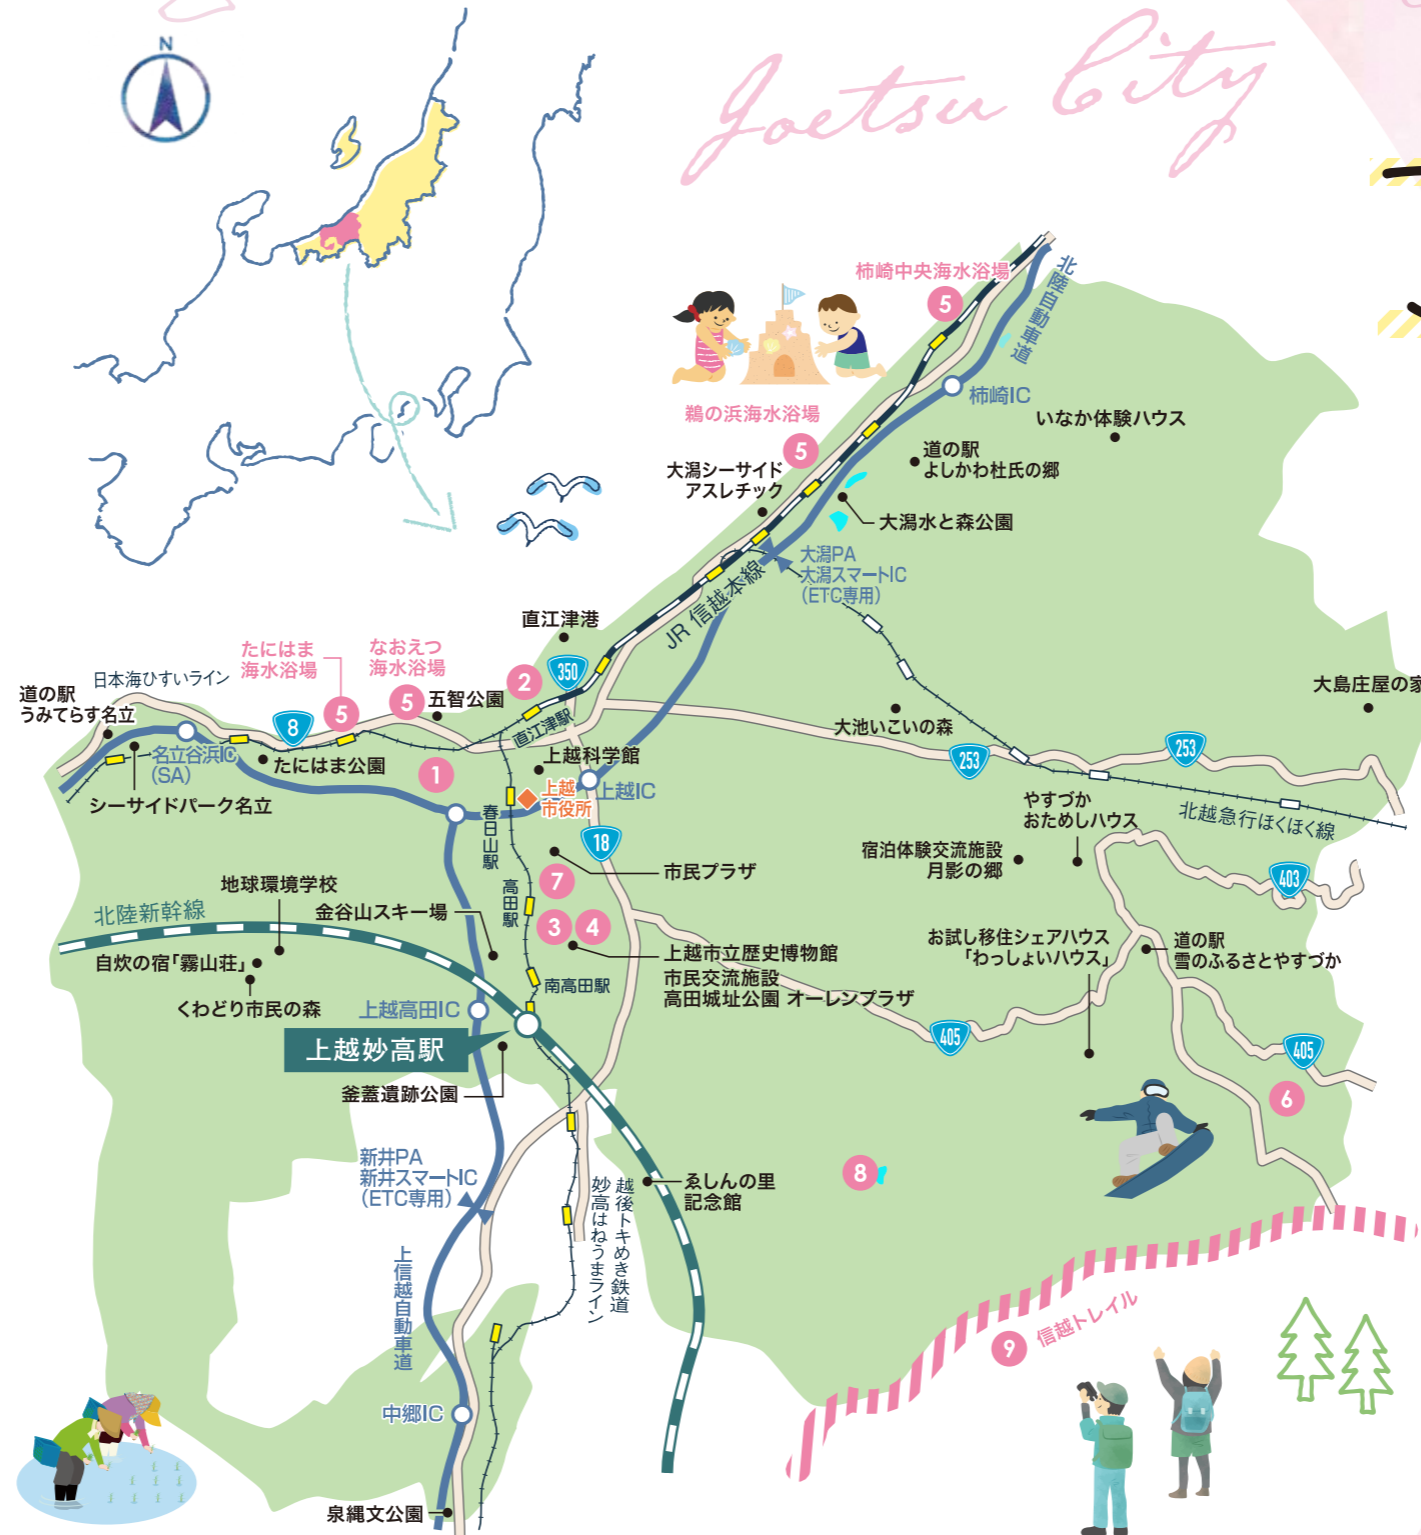 N
Joetsu City
柿崎中央海水浴場
5
北陸自動車道
柿崎IC
鵜の浜海水浴場
5
いなか体験ハウス
道の駅
よしかわ杜氏の郷
大潟シーサイド
アスレチック
大潟水と森公園
大潟PA
大潟スマートIC
(ETC専用)
JR 信越本線
直江津港
350
2
たにはま
海水浴場
5
なおえつ
海水浴場
5
五智公園
日本海ひすいライン
道の駅
うみてらす名立
8
直江津駅
名立谷浜IC
(SA)
たにはま公園
シーサイドパーク名立
1
上越科学館
上越
市役所
上越IC
大池いこいの森
253
253
大島庄屋の家
北越急行ほくほく線
やすづか
おためしハウス
宿泊体験交流施設
月影の郷
403
春日山駅
18
市民プラザ
7
高田駅
3
4
上越市立歴史博物館
市民交流施設
高田城址公園 オーレンプラザ
地球環境学校
金谷山スキー場
北陸新幹線
自炊の宿「霧山荘」
くわどり市民の森
南高田駅
上越高田IC
上越妙高駅
釜蓋遺跡公園
お試し移住シェアハウス
「わっしょいハウス」
道の駅
雪のふるさとやすづか
405
405
6
新井PA
新井スマートIC
(ETC専用)
越後トキめき鉄道
妙高はねうまライン
ゑしんの里
記念館
8
上信越自動車道
中郷IC
9
信越トレイル
泉縄文公園